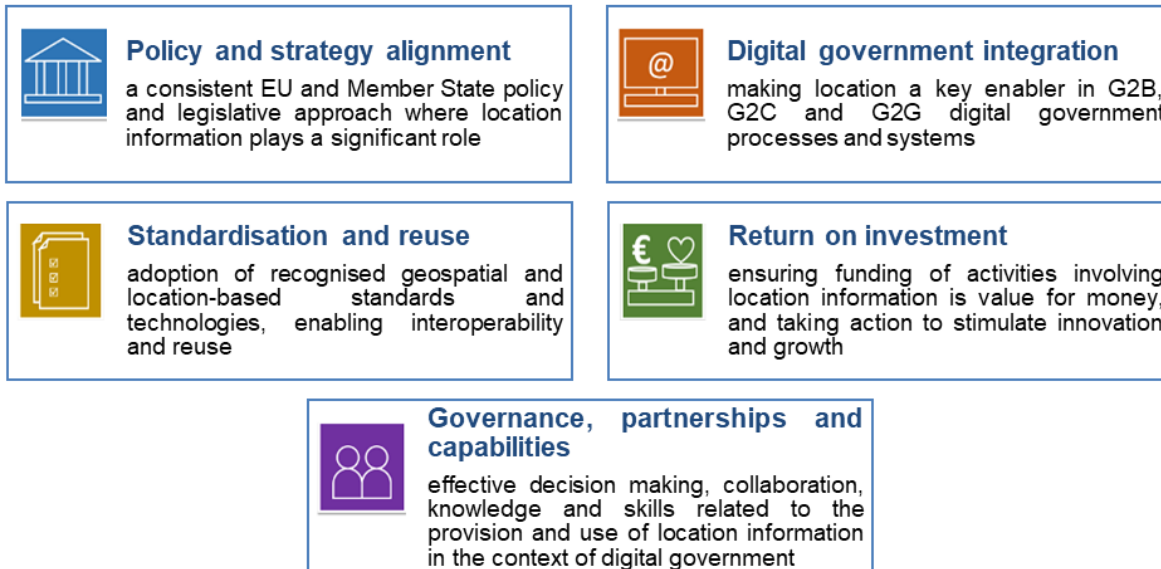 Policy and strategy alignment
a consistent EU and Member State policy
and legislative approach where location
information plays a significant role
Digital government integration
making location a key enabler in G2B,
G2C and G2G digital government
processes and systems
Standardisation and reuse
adoption of recognised geospatial and
location-based standards and
technologies, enabling interoperability
and reuse
Return on investment
ensuring funding of activities involving
location information is value for money,
and taking action to stimulate innovation
and growth
Governance, partnerships and
capabilities
effective decision making, collaboration,
knowledge and skills related to the
provision and use of location information
in the context of digital government